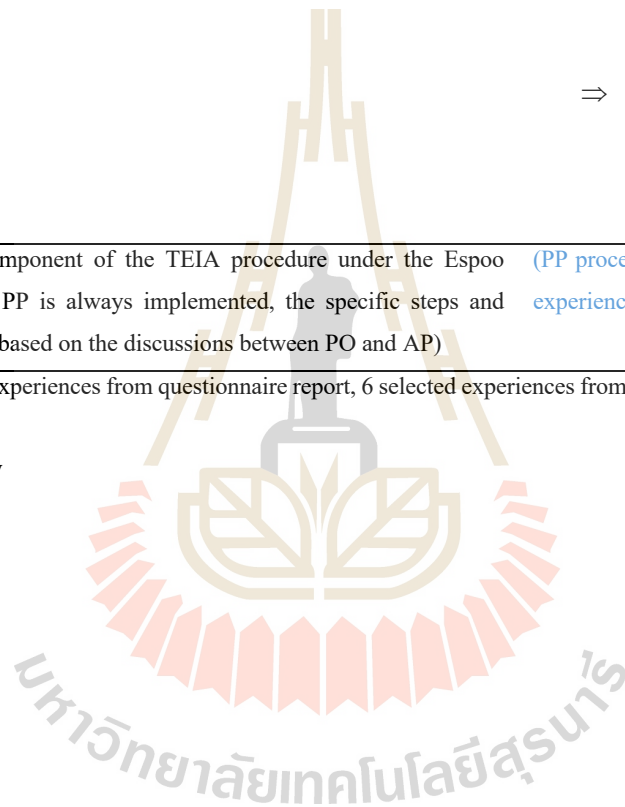 ⇒
mponent of the TEIA procedure under the Espoo (PP proce
PP is always implemented, the specific steps and experienc
based on the discussions between PO and AP)
xperiences from questionnaire report, 6 selected experiences from
มหาวิทยาลัยเทคโนโลยีสุรนารี